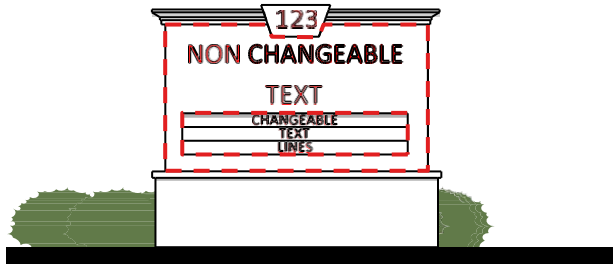 123
NON CHANGEABLE
TEXT
CHANGEABLE
TEXT
LINES